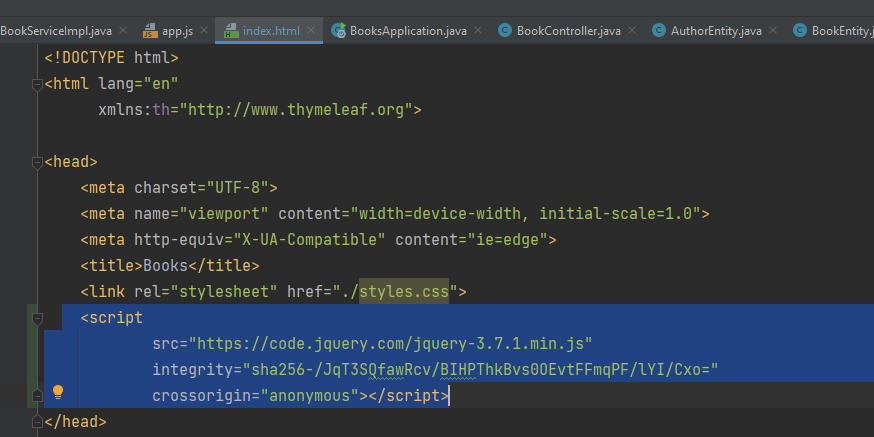 BookServiceImpl.java app.js index.html BooksApplication.java BookController.java AuthorEntity.java BookEntity.j
<!DOCTYPE html>
<html lang="en"
xmlns:th="http://www.thymeleaf.org">
<head>
<meta charset="UTF-8">
<meta name="viewport" content="width=device-width, initial-scale=1.0">
<meta http-equiv="X-UA-Compatible" content="ie=edge">
<title>Books</title>
<link rel="stylesheet" href="./styles.css">
<script
src="https://code.jquery.com/jquery-3.7.1.min.js"
integrity="sha256-/JqT3SQfawRcv/BIHPThkBvs0OEvtFFmqPF/lYI/Cxo="
crossorigin="anonymous"></script>
</head>